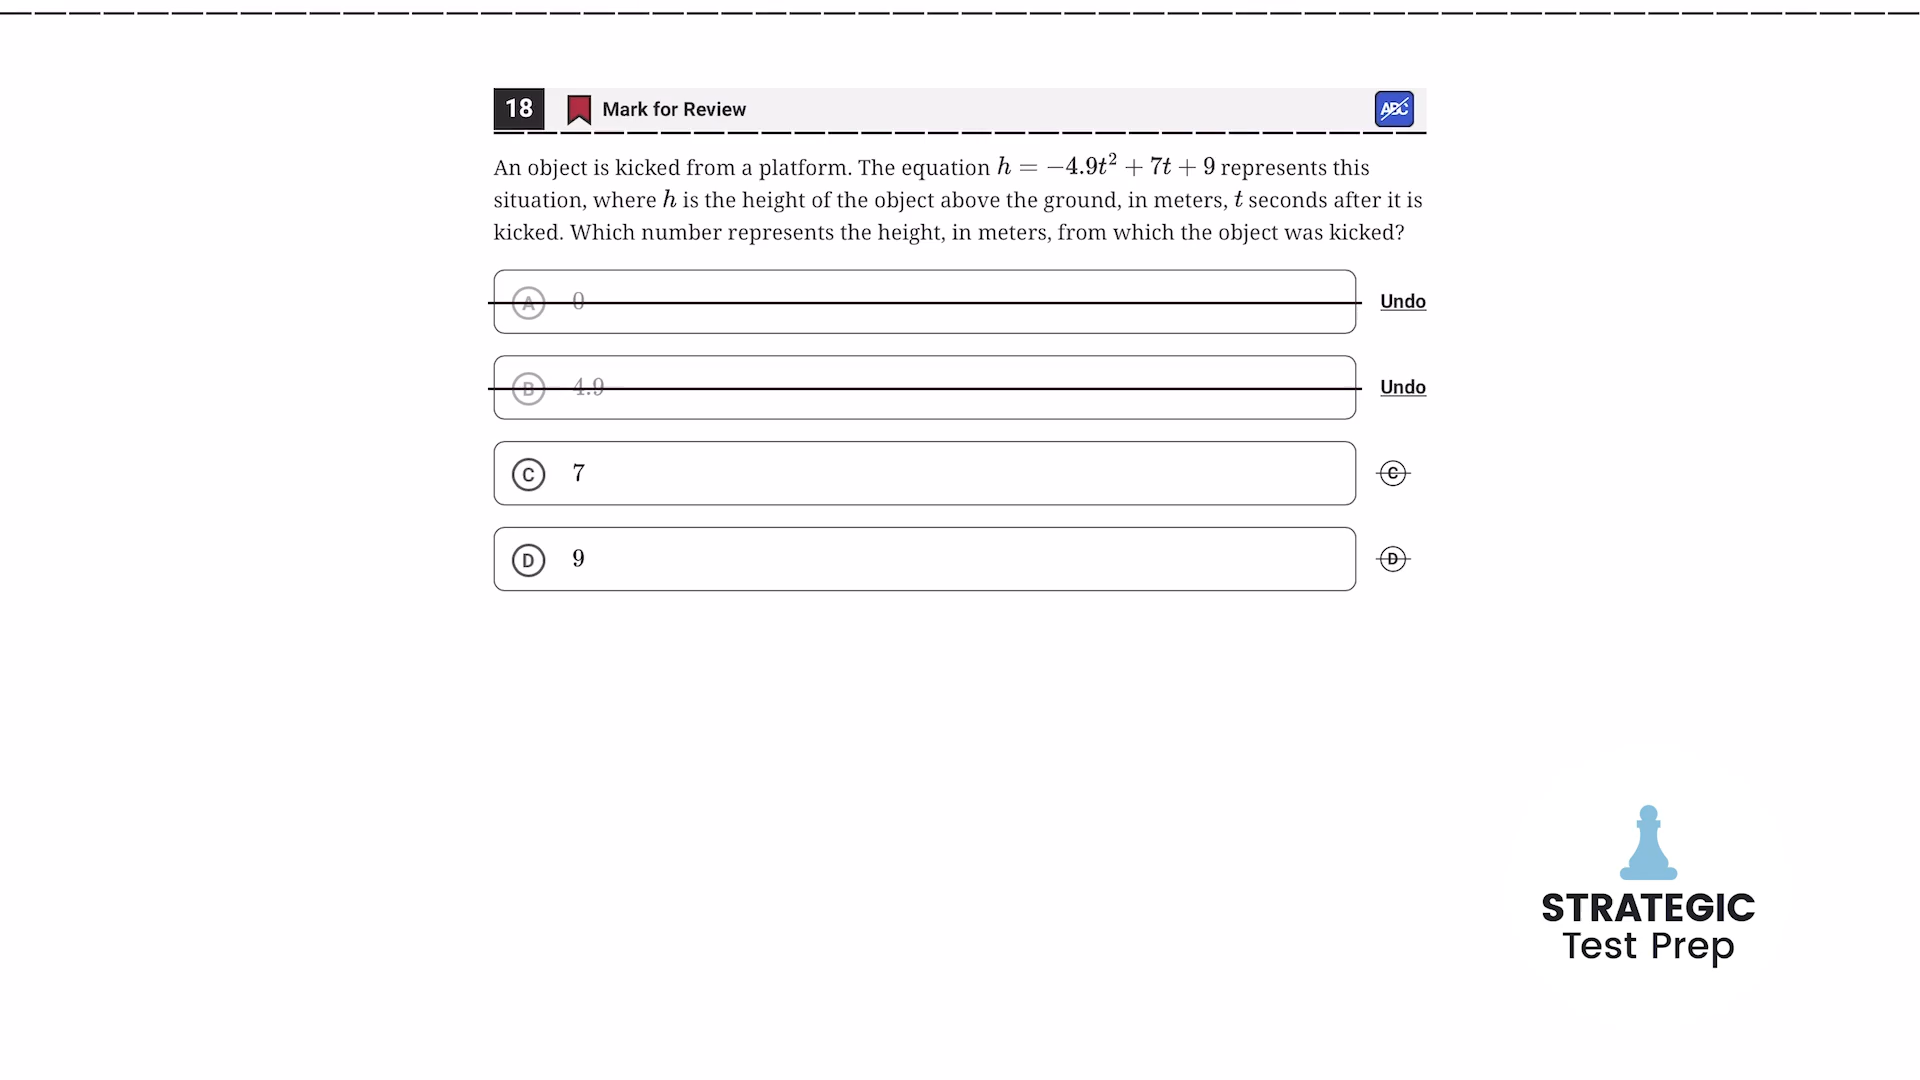 18 Mark for Review ABC
An object is kicked from a platform. The equation h = −4.9t² + 7t + 9 represents this
situation, where h is the height of the object above the ground, in meters, t seconds after it is
kicked. Which number represents the height, in meters, from which the object was kicked?
A 0 Undo
B 4.9 Undo
C 7 C
D 9 D
STRATEGIC
Test Prep